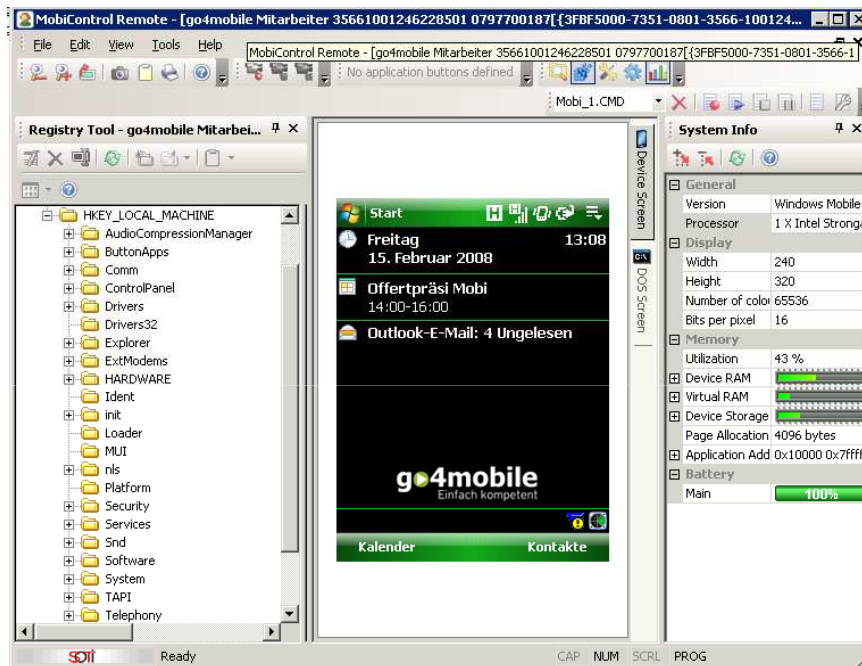 MobiControl Remote - [go4mobile Mitarbeiter 35661001246228501 0797700187[{3FBF5000-7351-0801-3566-100124...
File Edit View Tools Help
MobiControl Remote - [go4mobile Mitarbeiter 35661001246228501 0797700187[{3FBF5000-7351-0801-3566-1
No application buttons defined
Mobi_1.CMD
Registry Tool - go4mobile Mitarbei...
HKEY_LOCAL_MACHINE
AudioCompressionManager
ButtonApps
Comm
ControlPanel
Drivers
Drivers32
Explorer
ExtModems
HARDWARE
Ident
init
Loader
MUI
nls
Platform
Security
Services
Snd
Software
System
TAPI
Telephony
Start
Freitag 13:08
15. Februar 2008
Offertpräsi Mobi
14:00-16:00
Outlook-E-Mail: 4 Ungelesen
go4mobile
Einfach kompetent
Kalender Kontakte
Device Screen
DOS Screen
System Info
General
Version Windows Mobile
Processor 1 X Intel Stronga
Display
Width 240
Height 320
Number of colo 65536
Bits per pixel 16
Memory
Utilization 43 %
Device RAM
Virtual RAM
Device Storage
Page Allocation 4096 bytes
Application Add 0x10000 0x7ffff
Battery
Main 100%
SOTI Ready CAP NUM SCRL PROG